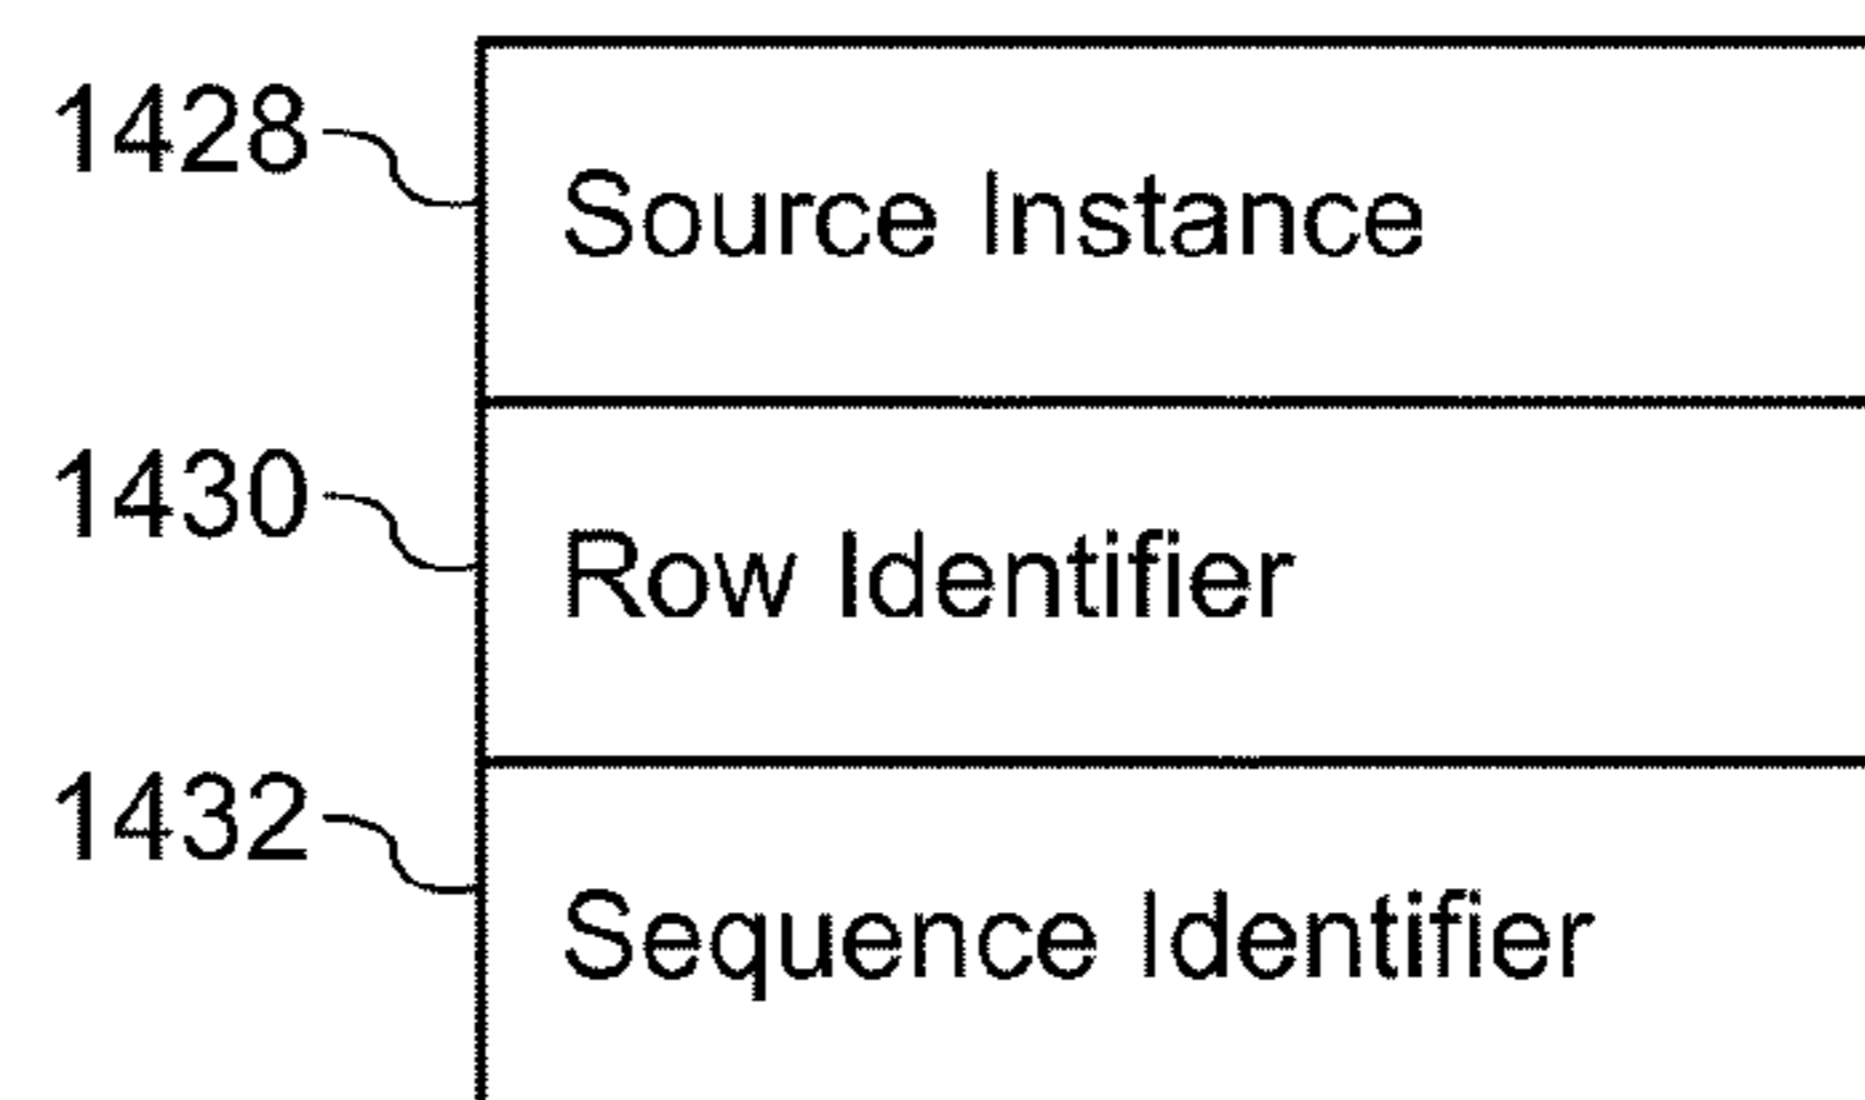 1428
Source Instance
1430
Row Identifier
1432
Sequence Identifier